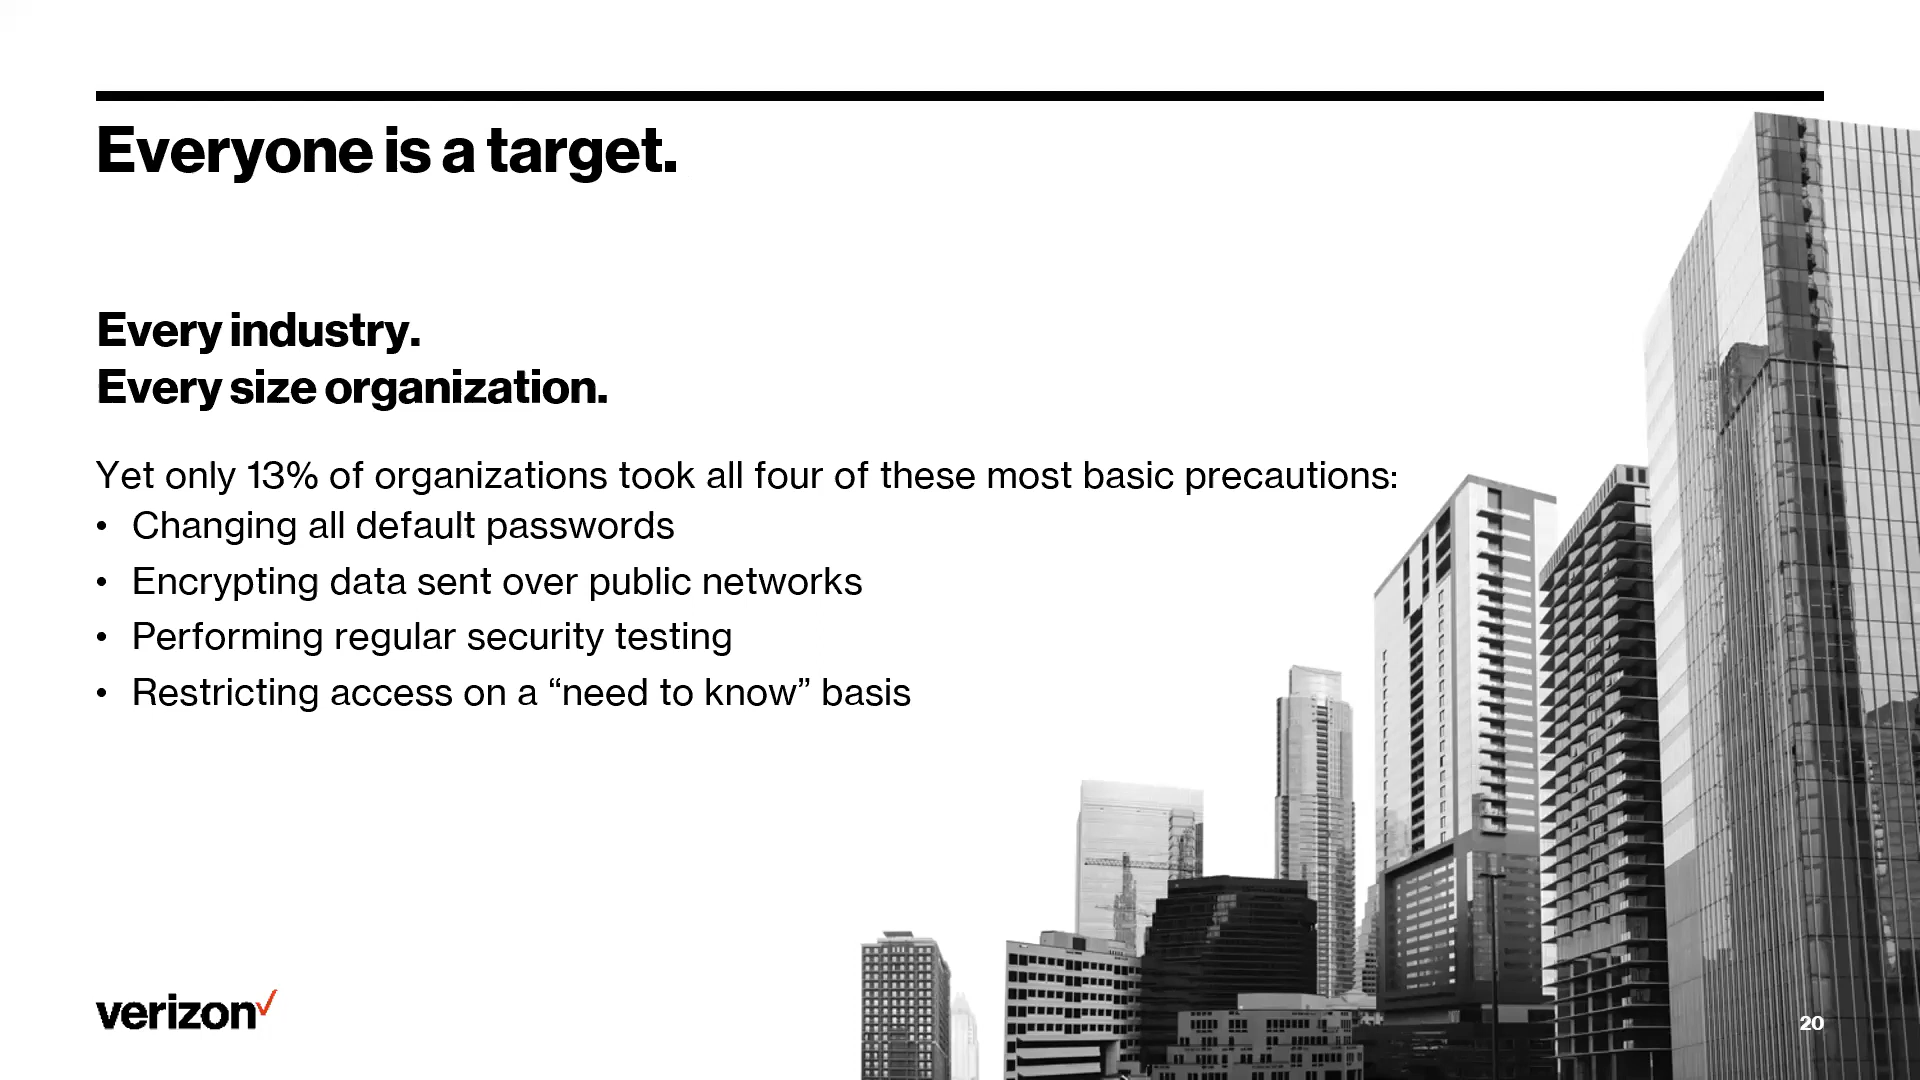 Everyone is a target.
Every industry.
Every size organization.
Yet only 13% of organizations took all four of these most basic precautions:
• Changing all default passwords
• Encrypting data sent over public networks
• Performing regular security testing
• Restricting access on a “need to know” basis
verizon
20